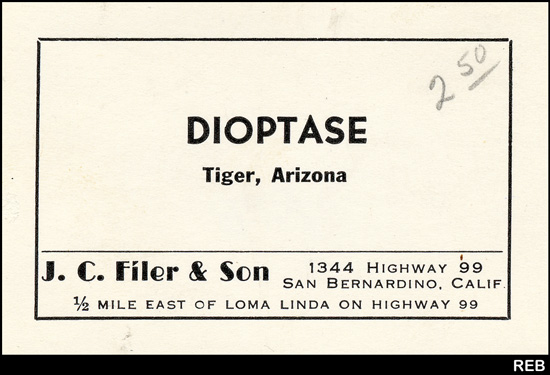 2 50
DIOPTASE
Tiger, Arizona
J. C. Filer & Son
1344 HIGHWAY 99
SAN BERNARDINO, CALIF.
½ MILE EAST OF LOMA LINDA ON HIGHWAY 99
REB